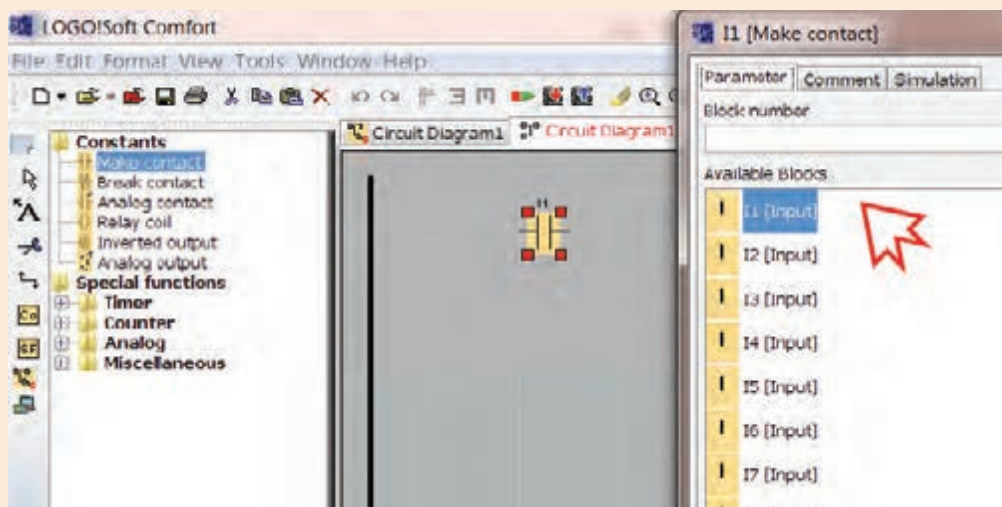 LOGO!Soft Comfort
File Edit Format View Tools Window Help
Constants
Make contact
Break contact
Analog contact
Relay coil
Inverted output
Analog output
Special functions
Timer
Counter
Analog
Miscellaneous
Co
SF
Circuit Diagram1
Circuit Diagram1
I1
I1 [Make contact]
Parameter
Comment
Simulation
Block number
Available Blocks
I1 [Input]
I2 [Input]
I3 [Input]
I4 [Input]
I5 [Input]
I6 [Input]
I7 [Input]